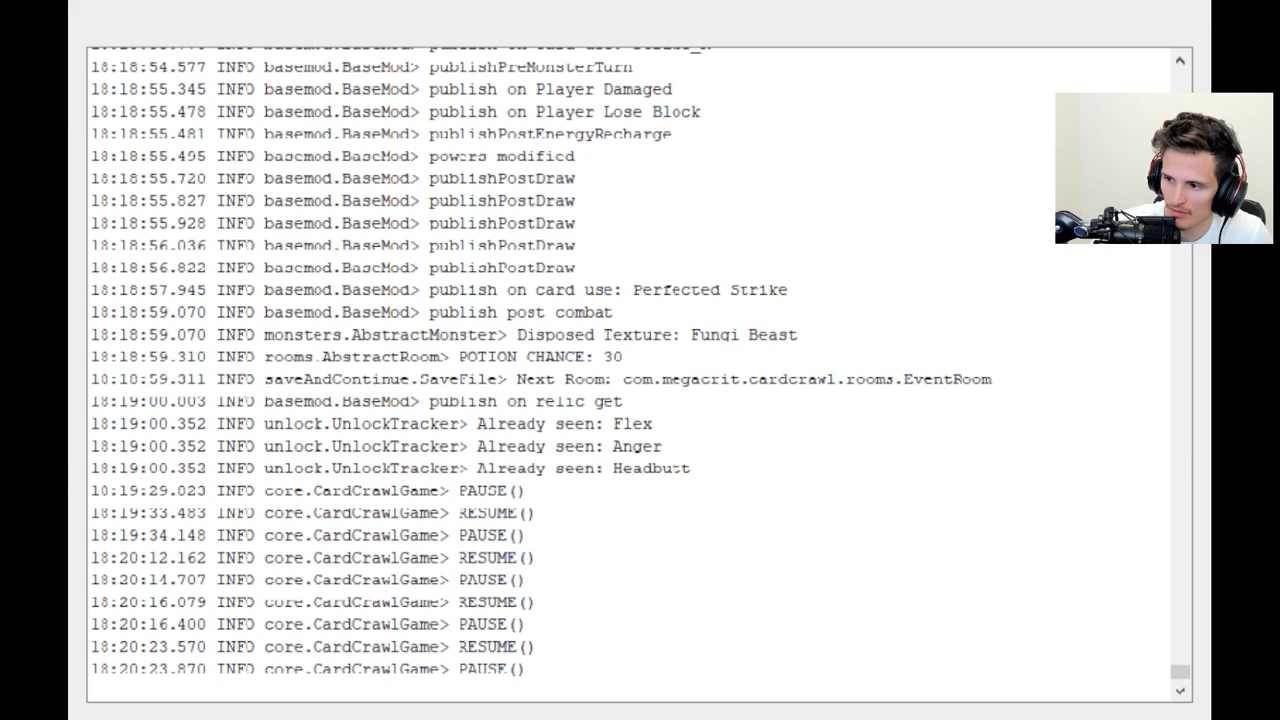 18:18:54.577 INFO basemod.BaseMod> publishPreMonsterTurn
18:18:55.345 INFO basemod.BaseMod> publish on Player Damaged
18:18:55.478 INFO basemod.BaseMod> publish on Player Lose Block
18:18:55.481 INFO basemod.BaseMod> publishPostEnergyRecharge
18:18:55.495 INFO basemod.BaseMod> powers modified
18:18:55.720 INFO basemod.BaseMod> publishPostDraw
18:18:55.827 INFO basemod.BaseMod> publishPostDraw
18:18:55.928 INFO basemod.BaseMod> publishPostDraw
18:18:56.036 INFO basemod.BaseMod> publishPostDraw
18:18:56.822 INFO basemod.BaseMod> publishPostDraw
18:18:57.945 INFO basemod.BaseMod> publish on card use: Perfected Strike
18:18:59.070 INFO basemod.BaseMod> publish post combat
18:18:59.070 INFO monsters.AbstractMonster> Disposed Texture: Fungi Beast
18:18:59.310 INFO rooms.AbstractRoom> POTION CHANCE: 30
18:18:59.311 INFO saveAndContinue.SaveFile> Next Room: com.megacrit.cardcrawl.rooms.EventRoom
18:19:00.003 INFO basemod.BaseMod> publish on relic get
18:19:00.352 INFO unlock.UnlockTracker> Already seen: Flex
18:19:00.352 INFO unlock.UnlockTracker> Already seen: Anger
18:19:00.352 INFO unlock.UnlockTracker> Already seen: Headbutt
18:19:29.823 INFO core.CardCrawlGame> PAUSE()
18:19:33.483 INFO core.CardCrawlGame> RESUME()
18:19:34.148 INFO core.CardCrawlGame> PAUSE()
18:20:12.162 INFO core.CardCrawlGame> RESUME()
18:20:14.707 INFO core.CardCrawlGame> PAUSE()
18:20:16.079 INFO core.CardCrawlGame> RESUME()
18:20:16.400 INFO core.CardCrawlGame> PAUSE()
18:20:23.570 INFO core.CardCrawlGame> RESUME()
18:20:23.870 INFO core.CardCrawlGame> PAUSE()